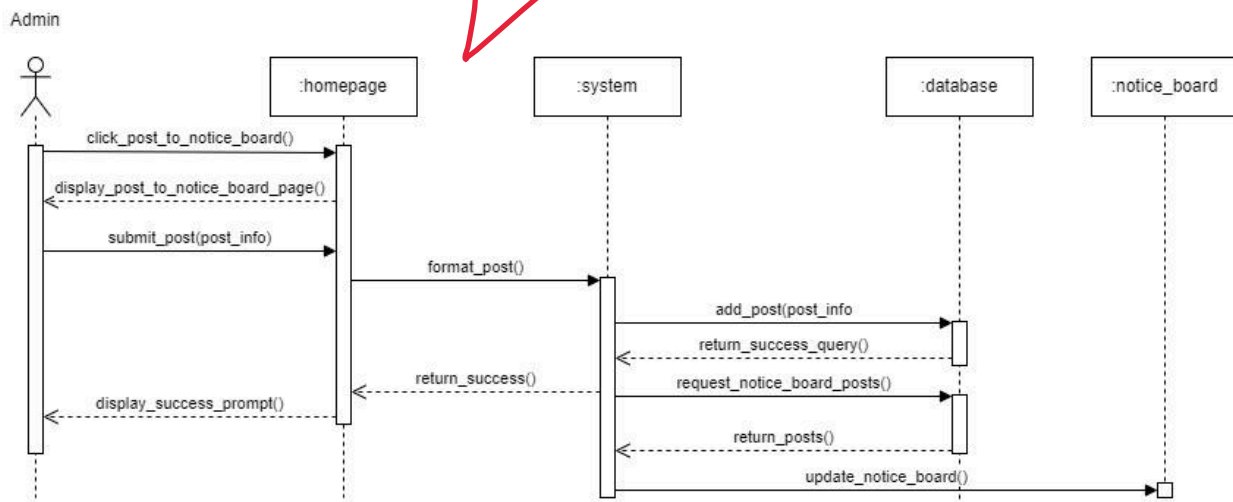 Admin
:homepage
:system
:database
:notice_board
click_post_to_notice_board()
display_post_to_notice_board_page()
submit_post(post_info)
format_post()
add_post(post_info
return_success_query()
return_success()
request_notice_board_posts()
display_success_prompt()
return_posts()
update_notice_board()